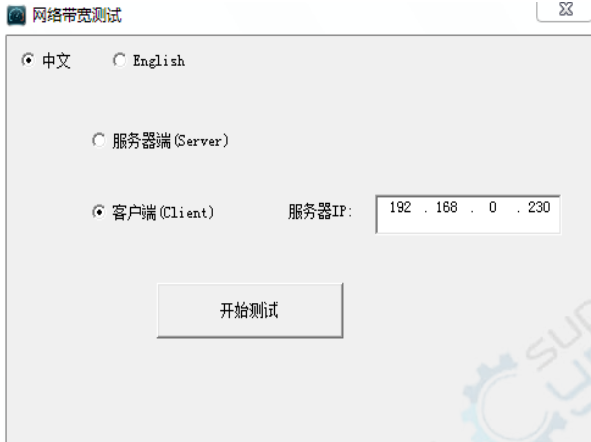 网络带宽测试
中文 English
服务器端(Server)
客户端(Client) 服务器IP: 192 . 168 . 0 . 230
开始测试